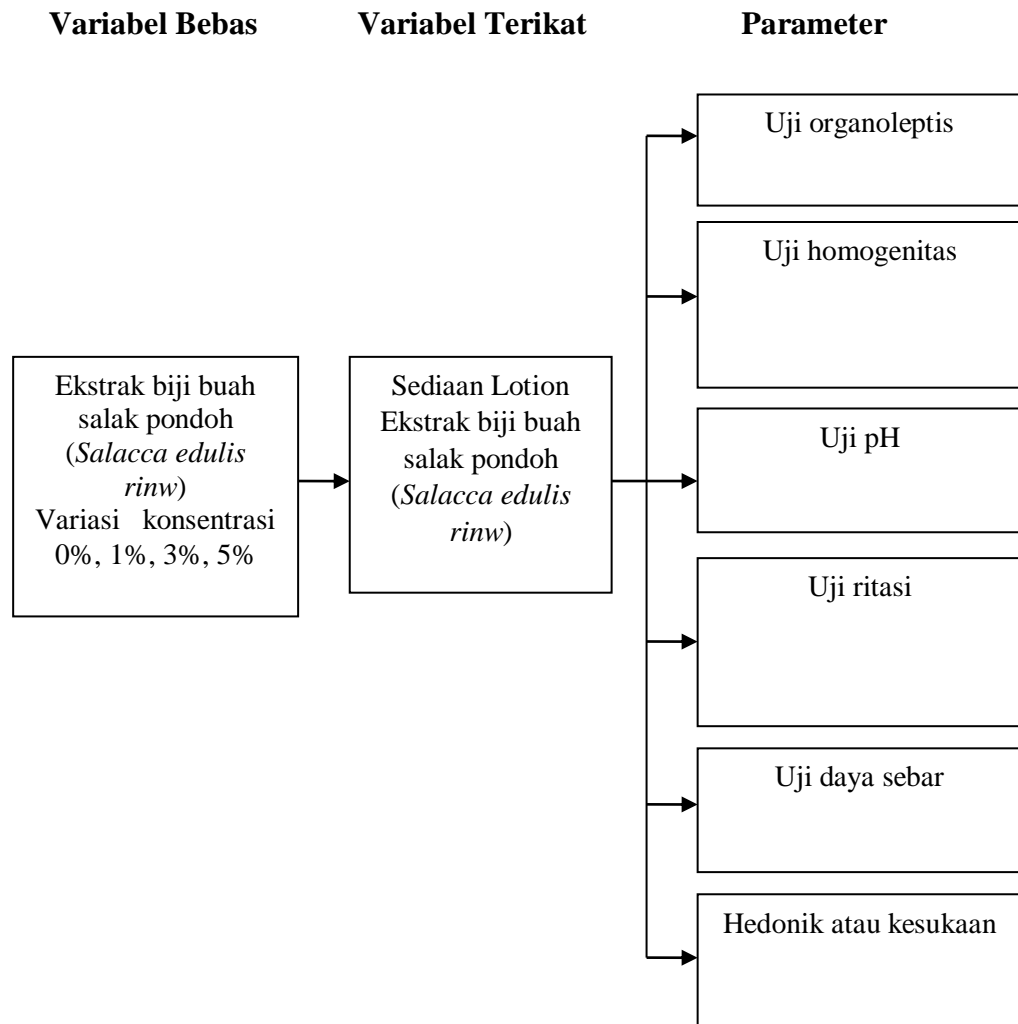 Variabel Bebas
Variabel Terikat
Parameter
Ekstrak biji buah
salak pondoh
(Salacca edulis
rinw)
Variasi konsentrasi
0%, 1%, 3%, 5%
Sediaan Lotion
Ekstrak biji buah
salak pondoh
(Salacca edulis
rinw)
Uji organoleptis
Uji homogenitas
Uji pH
Uji ritasi
Uji daya sebar
Hedonik atau kesukaan